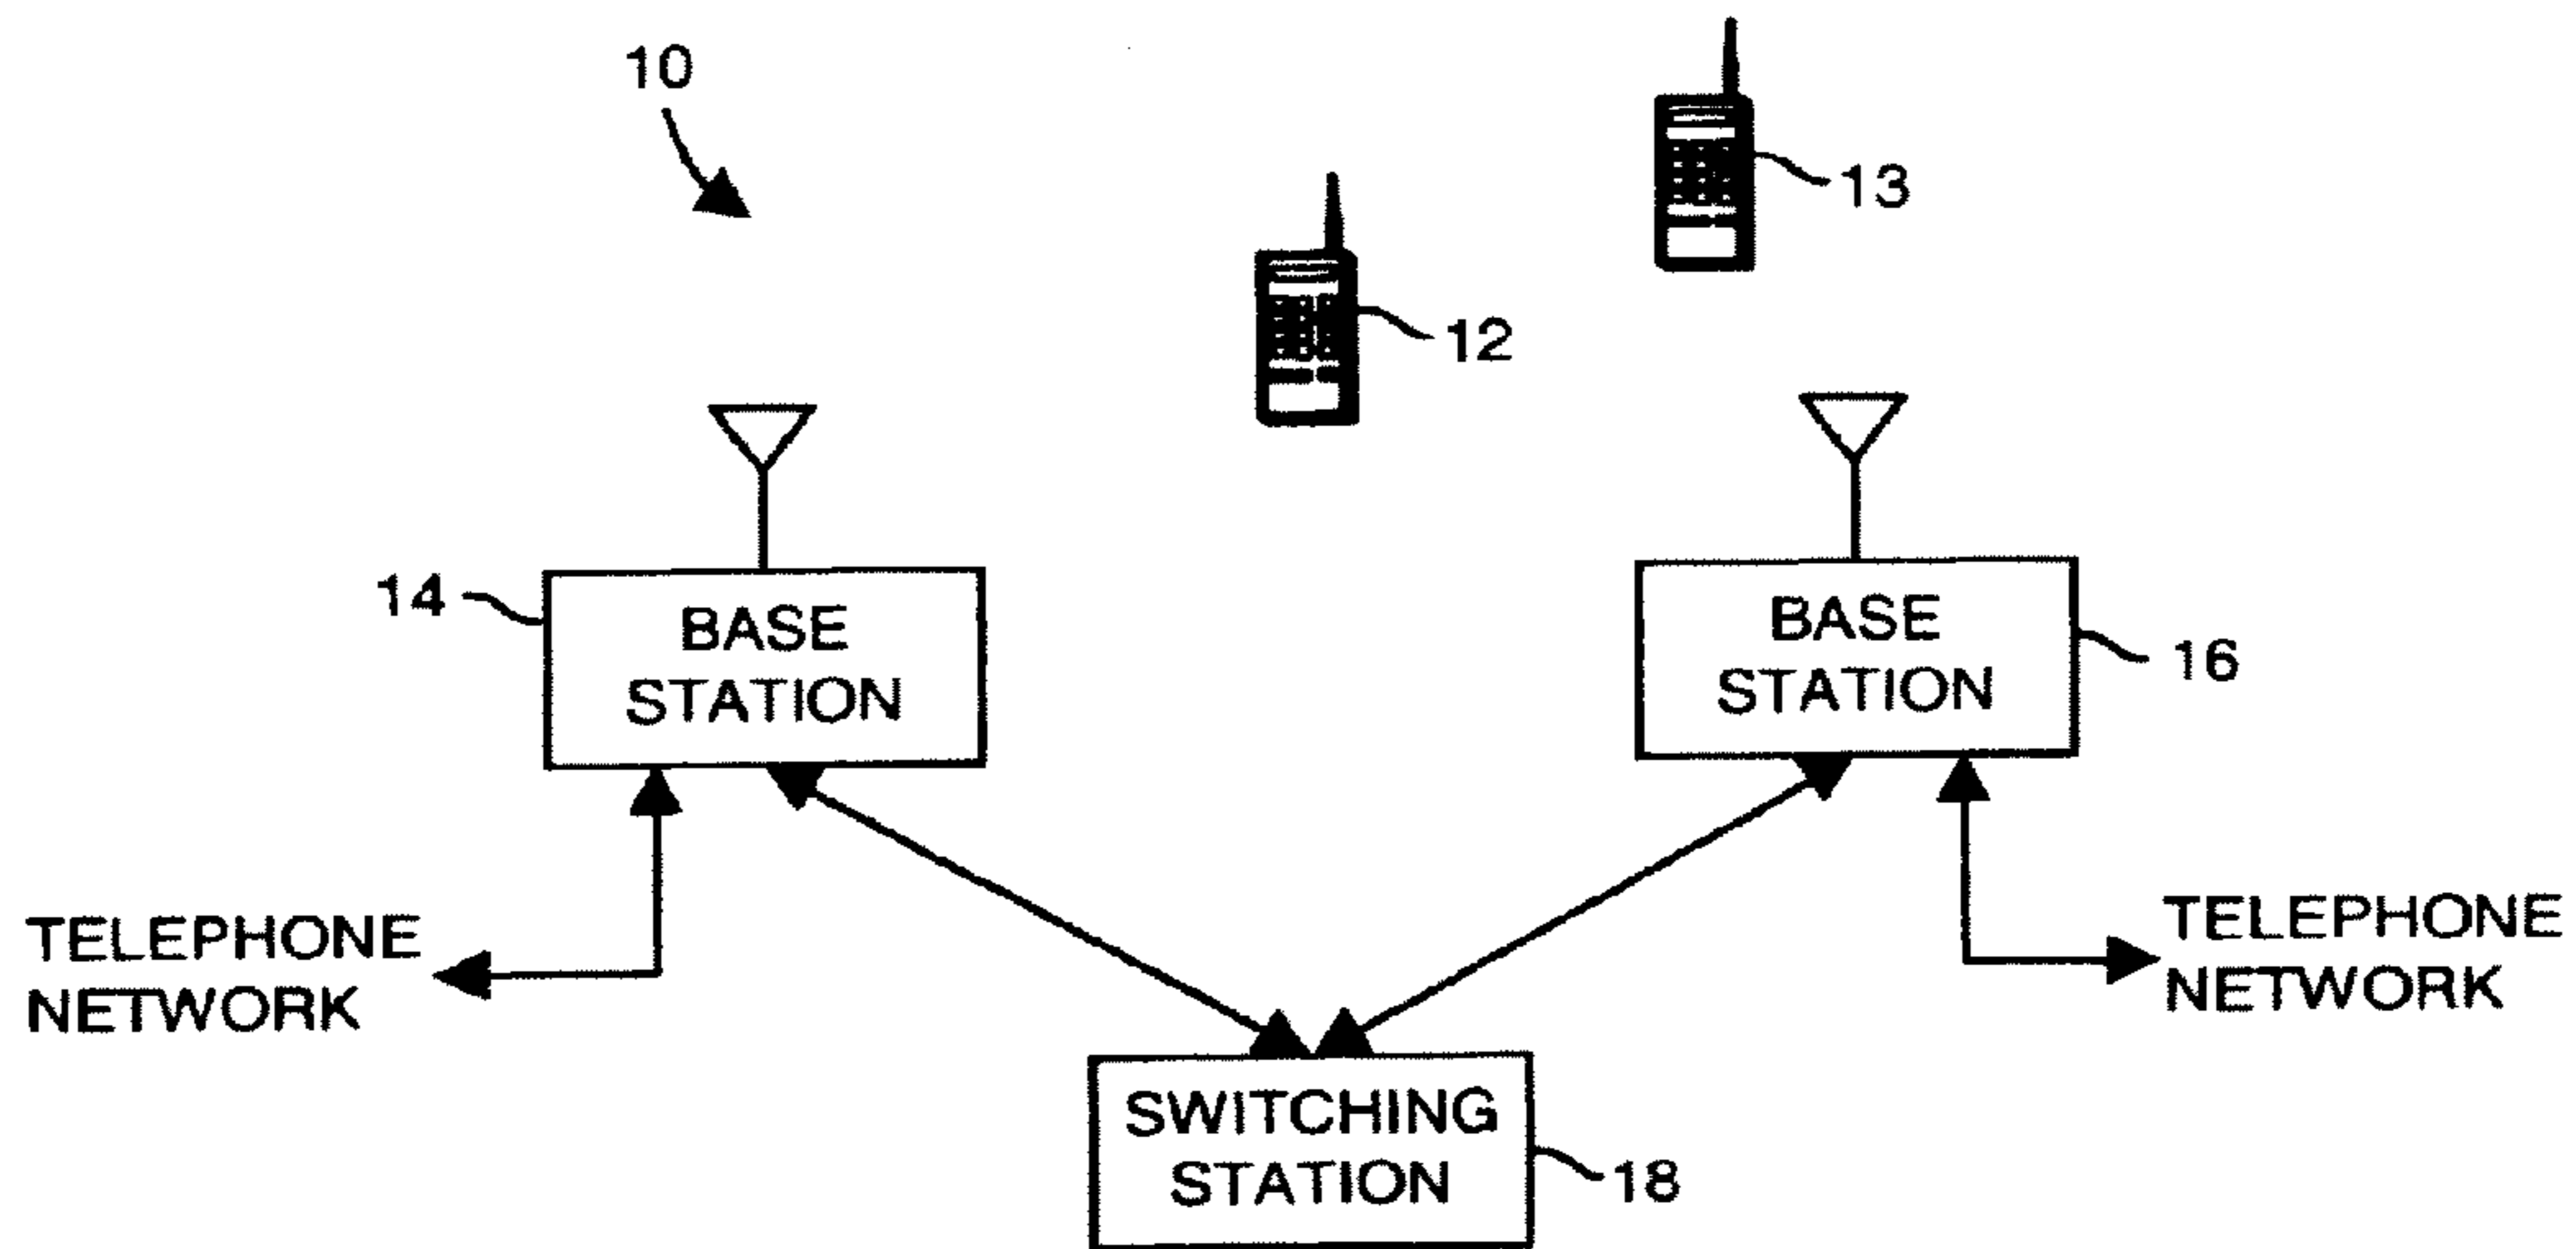 10
13
12
14
BASE
STATION
BASE
STATION
16
TELEPHONE
NETWORK
TELEPHONE
NETWORK
SWITCHING
STATION
18